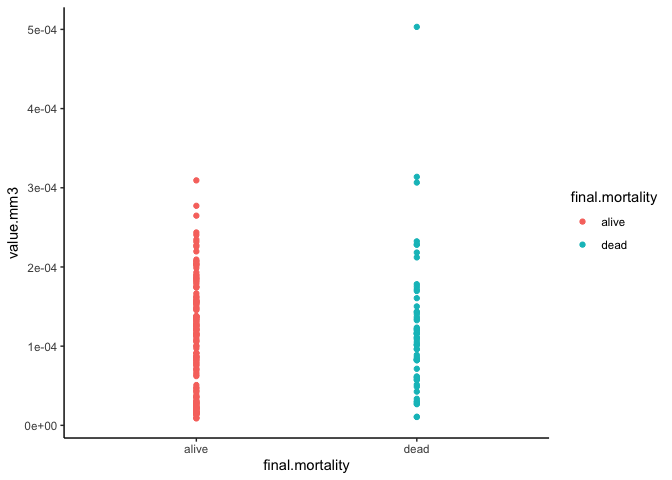 5e-04
4e-04
3e-04
2e-04
1e-04
0e+00
value.mm3
alive
dead
final.mortality
final.mortality
alive
dead